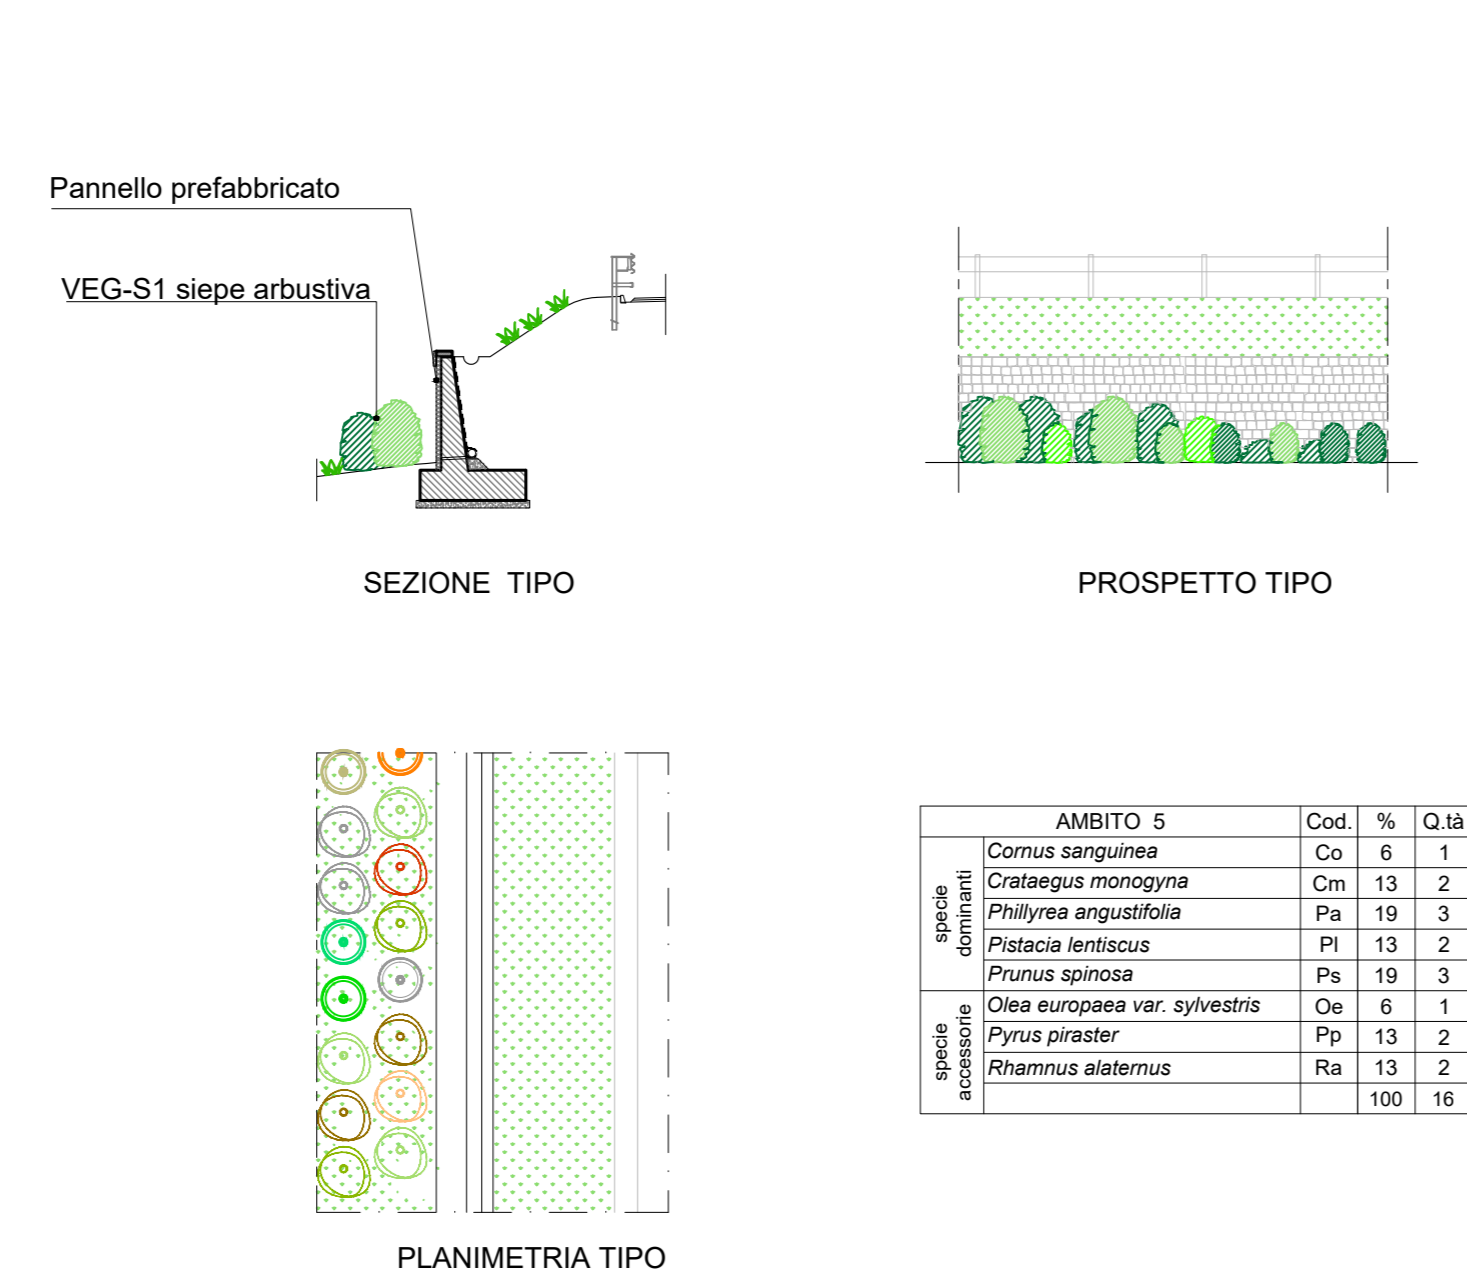 Pannello prefabbricato
VEG-S1 siepe arbustiva
SEZIONE TIPO
PROSPETTO TIPO
PLANIMETRIA TIPO
AMBITO 5 Cod. % Q.tà
specie dominanti
Cornus sanguinea Co 6 1
Crataegus monogyna Cm 13 2
Phillyrea angustifolia Pa 19 3
Pistacia lentiscus Pl 13 2
Prunus spinosa Ps 19 3
specie accessorie
Olea europaea var. sylvestris Oe 6 1
Pyrus piraster Pp 13 2
Rhamnus alaternus Ra 13 2
100 16